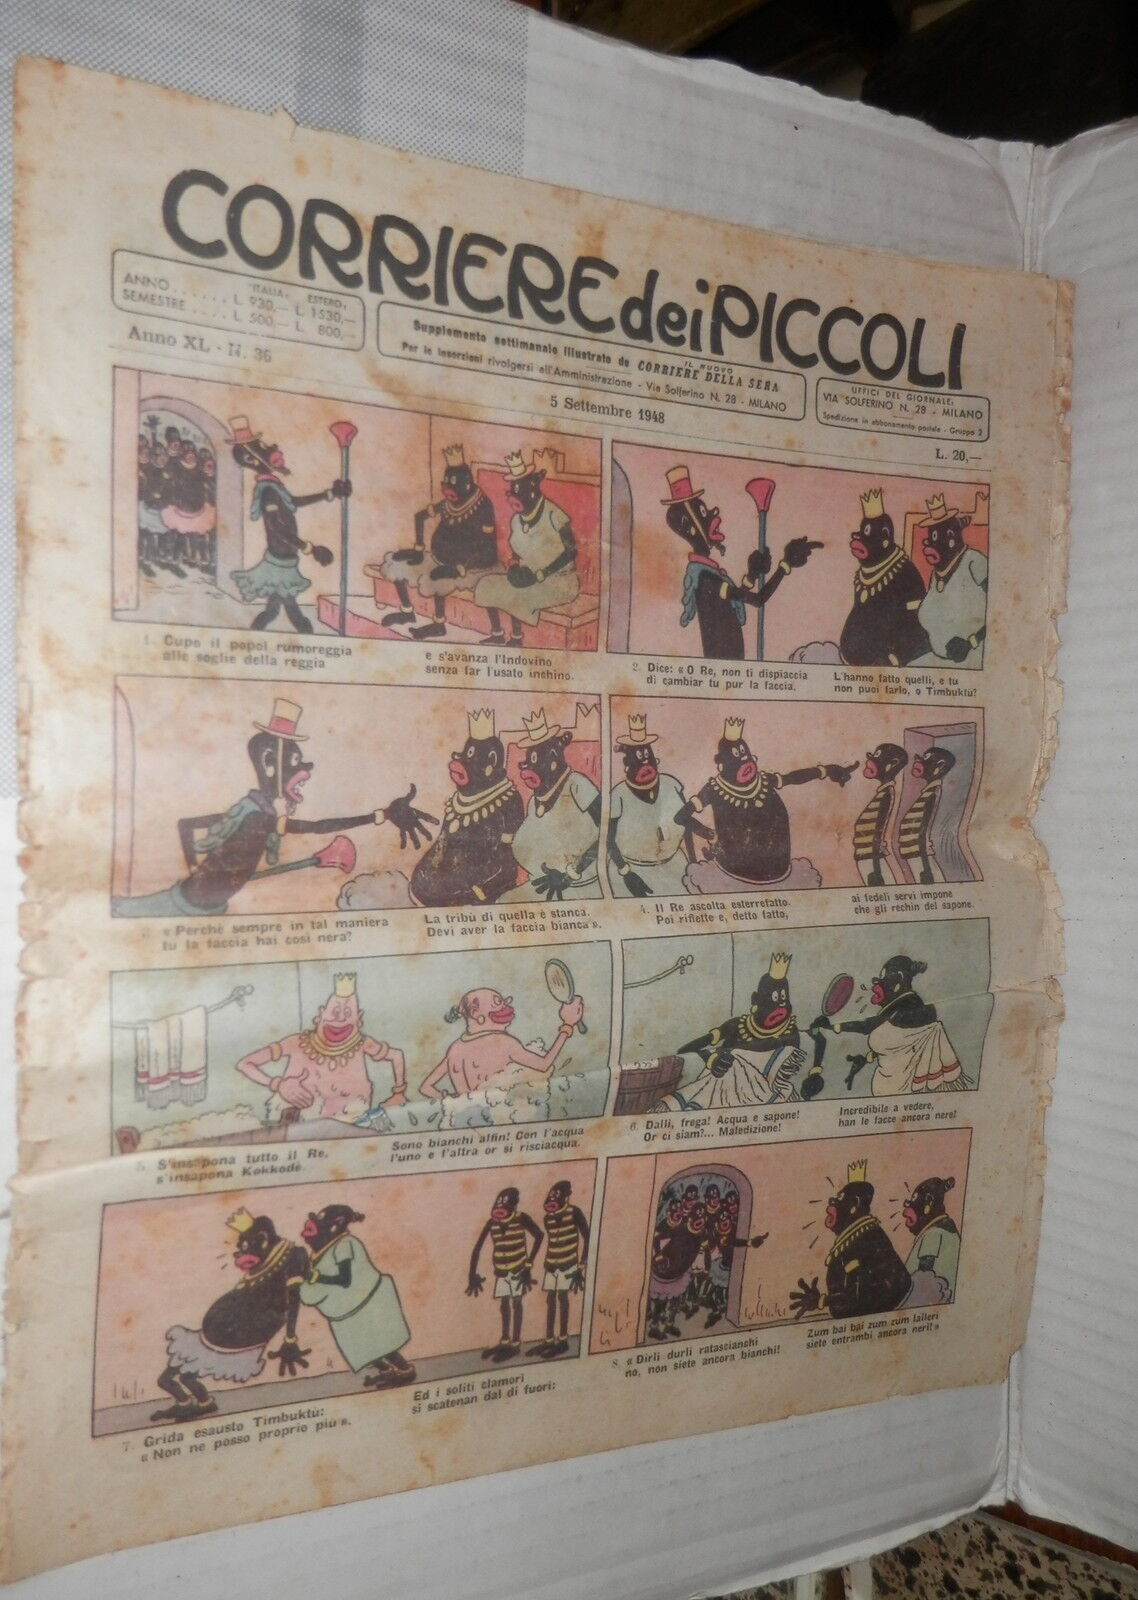 CORRIERE dei PICCOLI
ITALIA ESTERO
ANNO . . . . . . L. 930,— L. 1530,—
SEMESTRE . . . . L. 500,— L. 800,—
Supplemento settimanale illustrato de IL NUOVO CORRIERE DELLA SERA
Per le inserzioni rivolgersi all'Amministrazione - Via Solferino N. 28 - MILANO
UFFICI DEL GIORNALE:
VIA SOLFERINO N. 28 - MILANO
Spedizione in abbonamento postale - Gruppo 2
Anno XL - N. 36
5 Settembre 1948
L. 20,—
1. Cupo il popol rumoreggia
alle soglie della reggia
e s'avanza l'Indovino
senza far l'usato inchino.
2. Dice: « O Re, non ti dispiaccia
di cambiar tu pur la faccia.
L'hanno fatto quelli, e tu
non puoi farlo, o Timbuktù?
3. « Perchè sempre in tal maniera
tu la faccia hai così nera?
La tribù di quella è stanca.
Devi aver la faccia bianca ».
4. Il Re ascolta esterrefatto.
Poi riflette e, detto fatto,
ai fedeli servi impone
che gli rechin del sapone.
5. S'insapona tutto il Re,
s'insapona Kokkodè.
Sono bianchi alfin! Con l'acqua
l'uno e l'altra or si risciacqua.
6. Dalli, frega! Acqua e sapone!
Or ci siam?... Maledizione!
Incredibile a vedere,
han le facce ancora nere!
7. Grida esausto Timbuktù:
« Non ne posso proprio più ».
Ed i soliti clamori
si scatenan dal di fuori:
8. « Dirli durli ratascianchi
no, non siete ancora bianchi!
Zum bai bai zum zum lalleri
siete entrambi ancora neri! »